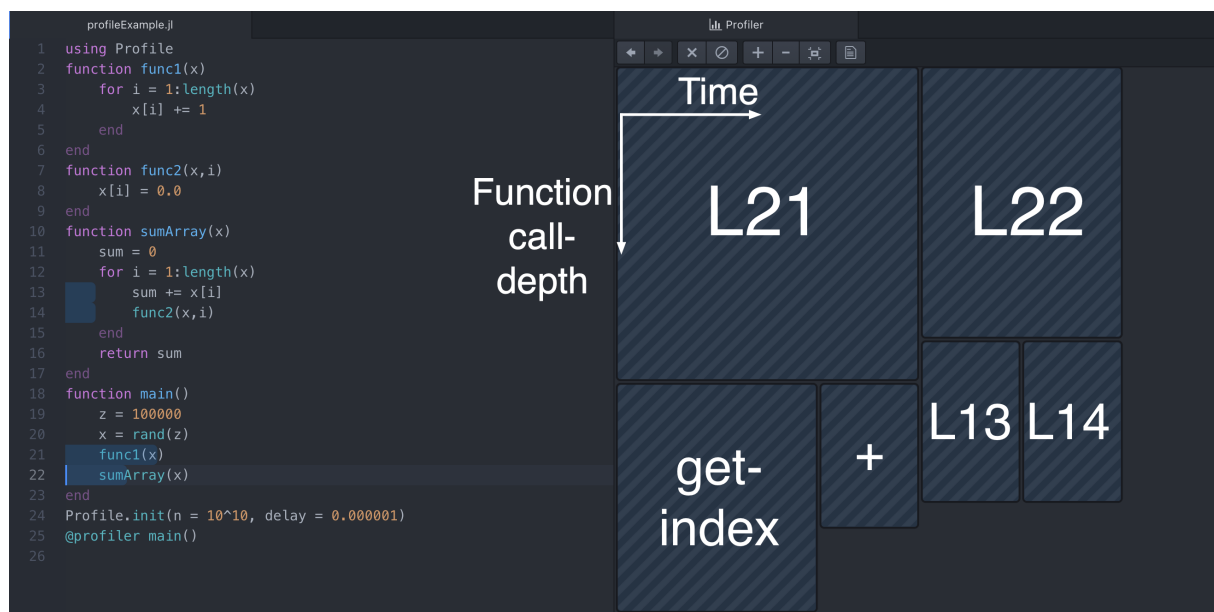 profileExample.jl
1 using Profile
2 function func1(x)
3 for i = 1:length(x)
4 x[i] += 1
5 end
6 end
7 function func2(x,i)
8 x[i] = 0.0
9 end
10 function sumArray(x)
11 sum = 0
12 for i = 1:length(x)
13 sum += x[i]
14 func2(x,i)
15 end
16 return sum
17 end
18 function main()
19 z = 100000
20 x = rand(z)
21 func1(x)
22 sumArray(x)
23 end
24 Profile.init(n = 10^10, delay = 0.000001)
25 @profiler main()
26
Profiler
Time
Function
call-
depth
L21
L22
get-
index
+
L13
L14